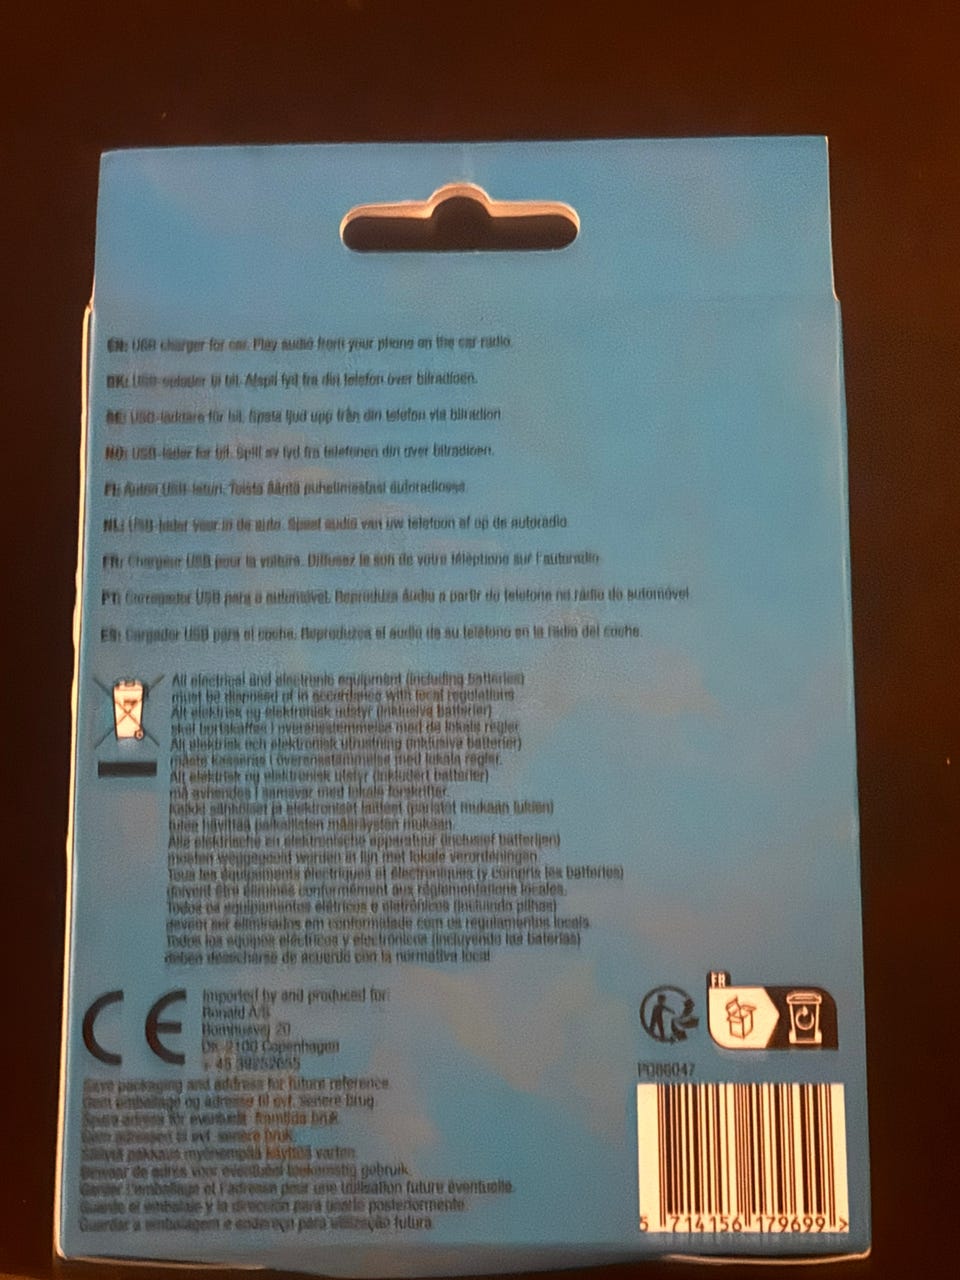 EN: USB charger for car. Play audio from your phone on the car radio.
DK: USB-oplader til bil. Afspil lyd fra din telefon over bilradioen.
SE: USB-laddare för bil. Spela ljud upp från din telefon via bilradion
NO: USB-lader for bil. Spill av lyd fra telefonen din over bilradioen.
FI: Auton USB-laturi. Toista ääntä puhelimestasi autoradiossa.
NL: USB-lader voor in de auto. Speel audio van uw telefoon af op de autoradio.
FR: Chargeur USB pour la voiture. Diffusez le son de votre téléphone sur l'autoradio.
PT: Carregador USB para o automóvel. Reproduza áudio a partir do telefone no rádio do automóvel.
ES: Cargador USB para el coche. Reproduzca el audio de su teléfono en la radio del coche.
All electrical and electronic equipment (including batteries)
must be disposed of in accordance with local regulations
Alt elektrisk og elektronisk udstyr (inklusive batterier)
skal bortskaffes i overensstemmelse med de lokale regler.
All elektrisk och elektronisk utrustning (inklusive batterier)
måste kasseras i överensstämmelse med lokala regler.
Alt elektrisk og elektronisk utstyr (inkludert batterier)
må avhendes i samsvar med lokale forskrifter.
Kaikki sähköiset ja elektroniset laitteet (paristot mukaan lukien)
tulee hävittää paikallisten määräysten mukaan.
Alle elektrische en elektronische apparatuur (inclusief batterijen)
moeten weggegooid worden in lijn met lokale verordeningen.
Tous les équipements électriques et électroniques (y compris les batteries)
doivent être éliminés conformément aux réglementations locales.
Todos os equipamentos elétricos e eletrónicos (incluindo pilhas)
devem ser eliminados em conformidade com os regulamentos locais.
Todos los equipos eléctricos y electrónicos (incluyendo las baterías)
deben desecharse de acuerdo con la normativa local
CE
Imported by and produced for:
Ronald A/S
DK-2100 Copenhagen
+ 45 39252655
FR
PO86047
Save packaging and address for future reference.
Gem emballage og adresse til evt. senere brug.
Spara adress för eventuellt framtida bruk.
Gem adressen til evt. senere bruk.
Säilytä pakkaus myöhempää käyttöä varten.
Bewaar de adres voor eventueel toekomstig gebruik.
Garder l'emballage et l'adresse pour une utilisation future éventuelle.
Guarde el embalaje y la dirección para usarlo posteriormente.
Guardar a embalagem e endereço para utilização futura.
5 714156 179699 >